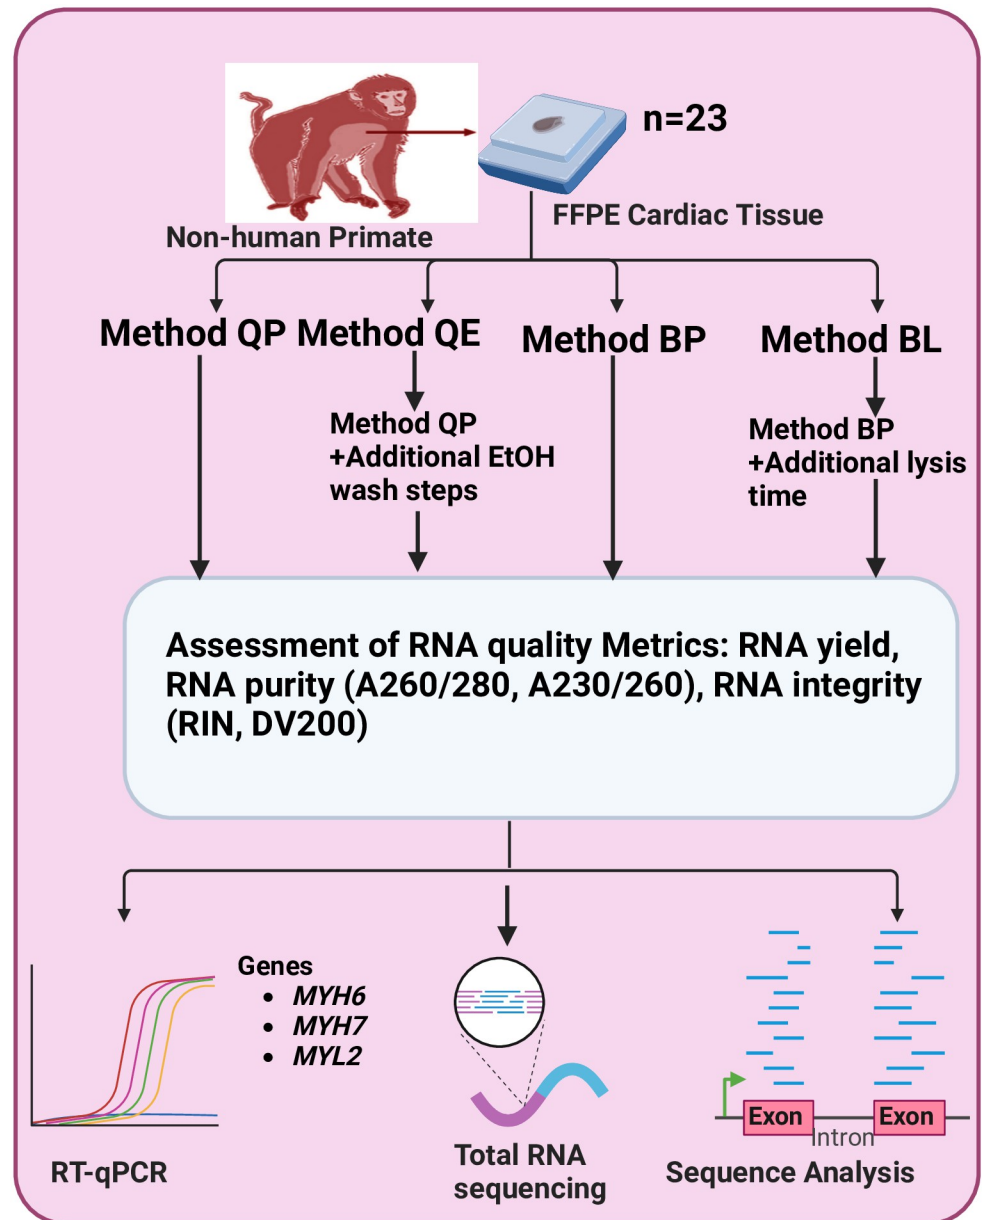 n=23
FFPE Cardiac Tissue
Non-human Primate
Method QP
Method QE
Method BP
Method BL
Method QP
+Additional EtOH
wash steps
Method BP
+Additional lysis
time
Assessment of RNA quality Metrics: RNA yield,
RNA purity (A260/280, A230/260), RNA integrity
(RIN, DV200)
Genes
• MYH6
• MYH7
• MYL2
RT-qPCR
Total RNA
sequencing
Exon
Exon
Intron
Sequence Analysis